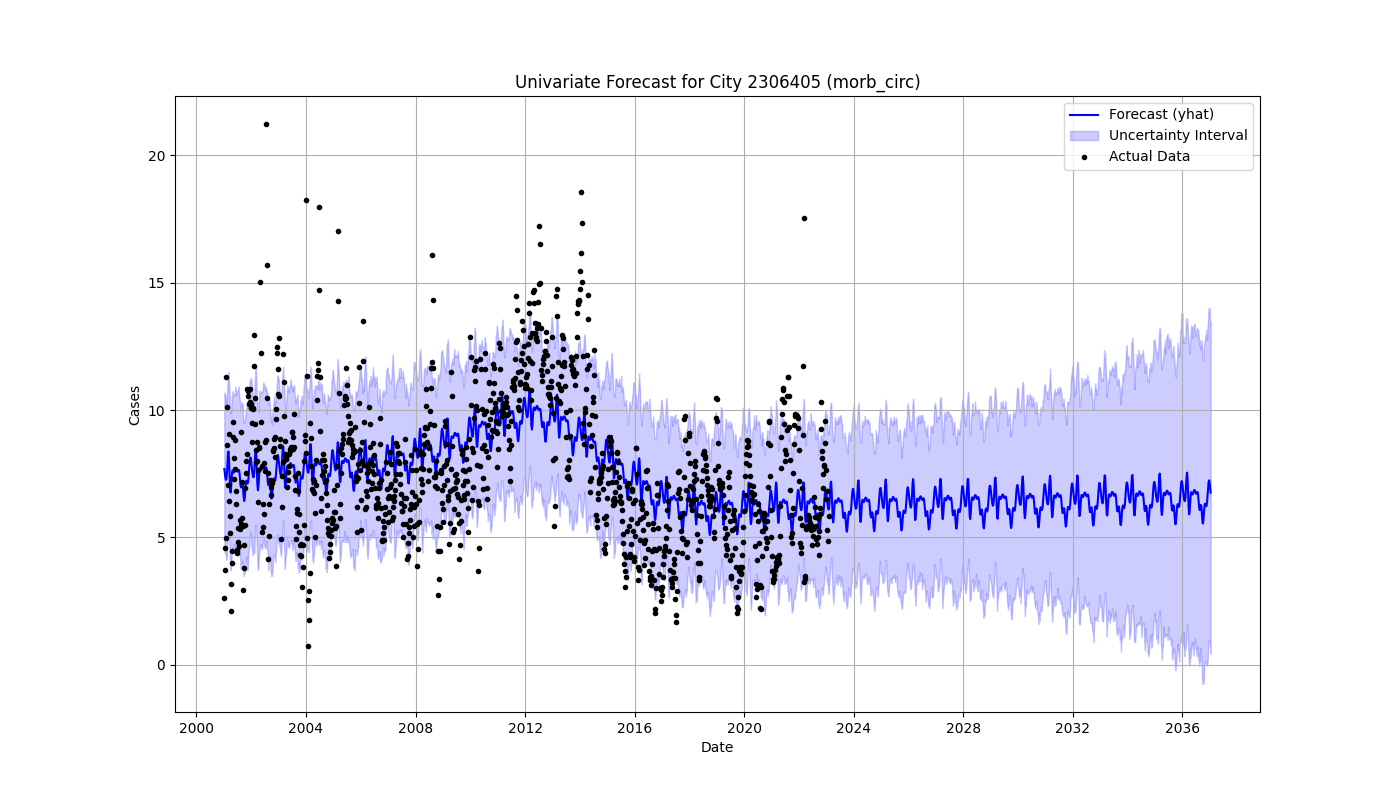 Univariate Forecast for City 2306405 (morb_circ)
Forecast (yhat)
Uncertainty Interval
Actual Data
Cases
20
15
10
5
0
2000 2004 2008 2012 2016 2020 2024 2028 2032 2036
Date